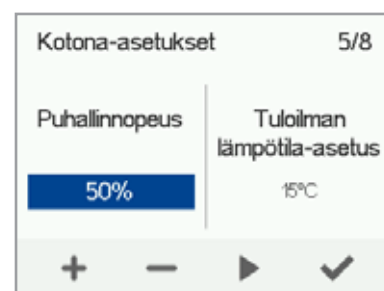 Kotona-asetukset 5/8
Puhallinnopeus
50%
Tuloilman
lämpötila-asetus
15°C